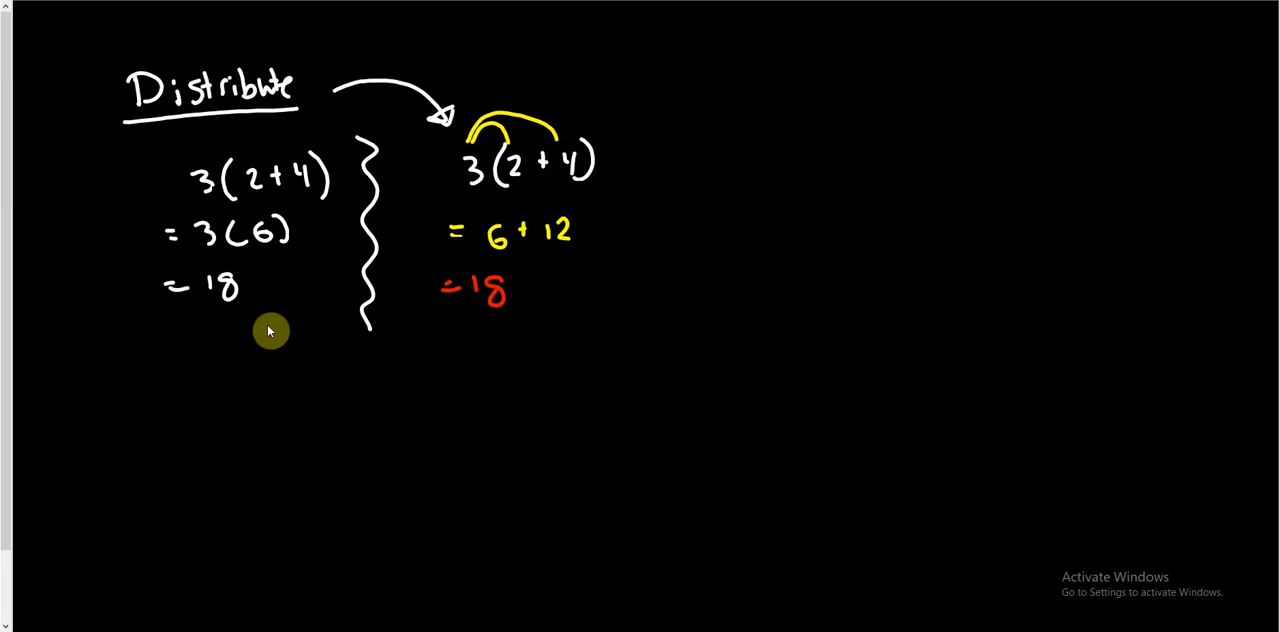 Distribute
3(2+4)
= 3(6)
= 18
3(2 + 4)
= 6 + 12
= 18
Activate Windows
Go to Settings to activate Windows.